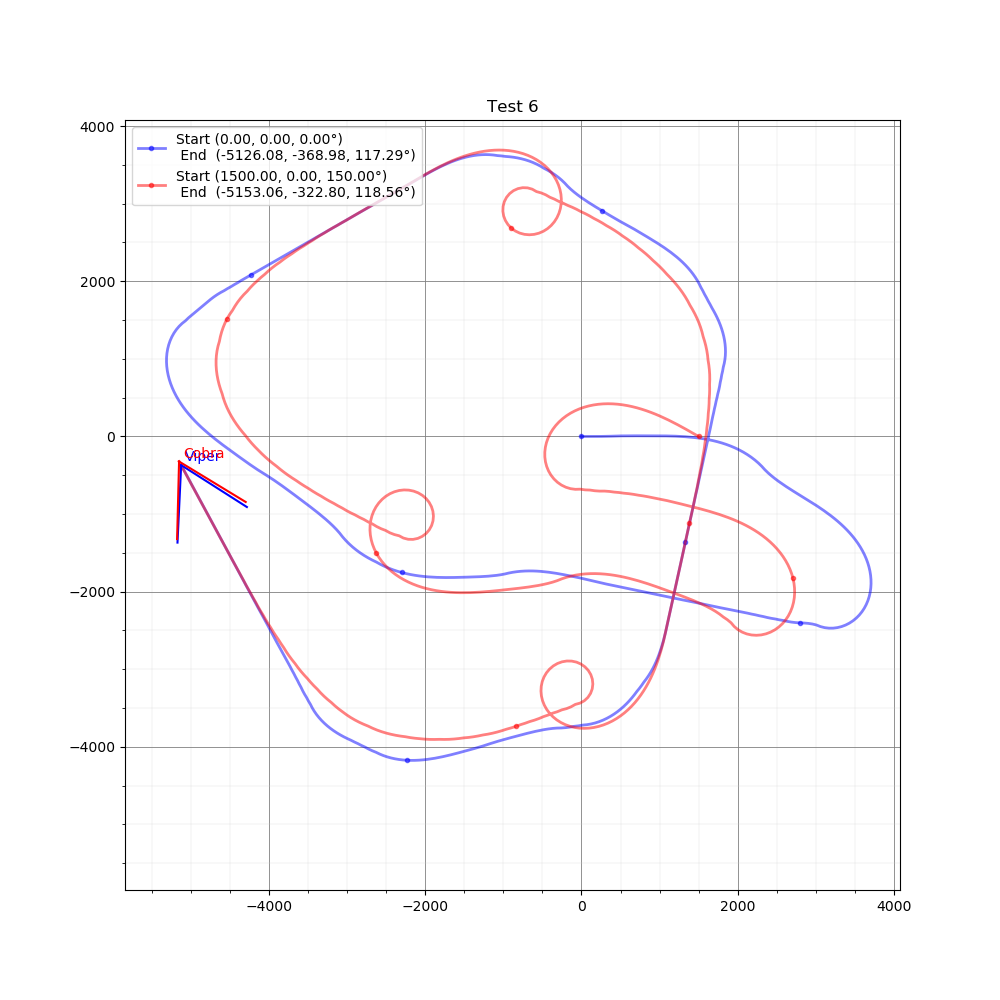 Test 6
Start (0.00, 0.00, 0.00°)
End (-5126.08, -368.98, 117.29°)
Start (1500.00, 0.00, 150.00°)
End (-5153.06, -322.80, 118.56°)
4000
2000
0
−2000
−4000
Cobra
Viper
−4000 −2000 0 2000 4000